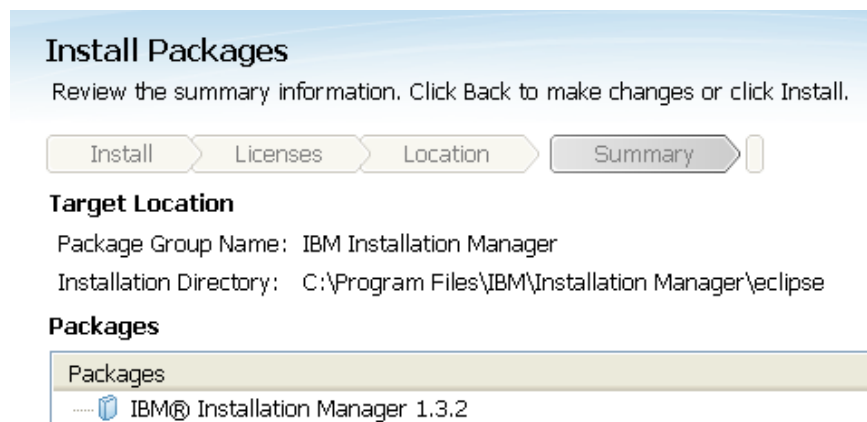 Install Packages
Review the summary information. Click Back to make changes or click Install.
Install Licenses Location Summary
Target Location
Package Group Name: IBM Installation Manager
Installation Directory: C:\Program Files\IBM\Installation Manager\eclipse
Packages
Packages
IBM® Installation Manager 1.3.2